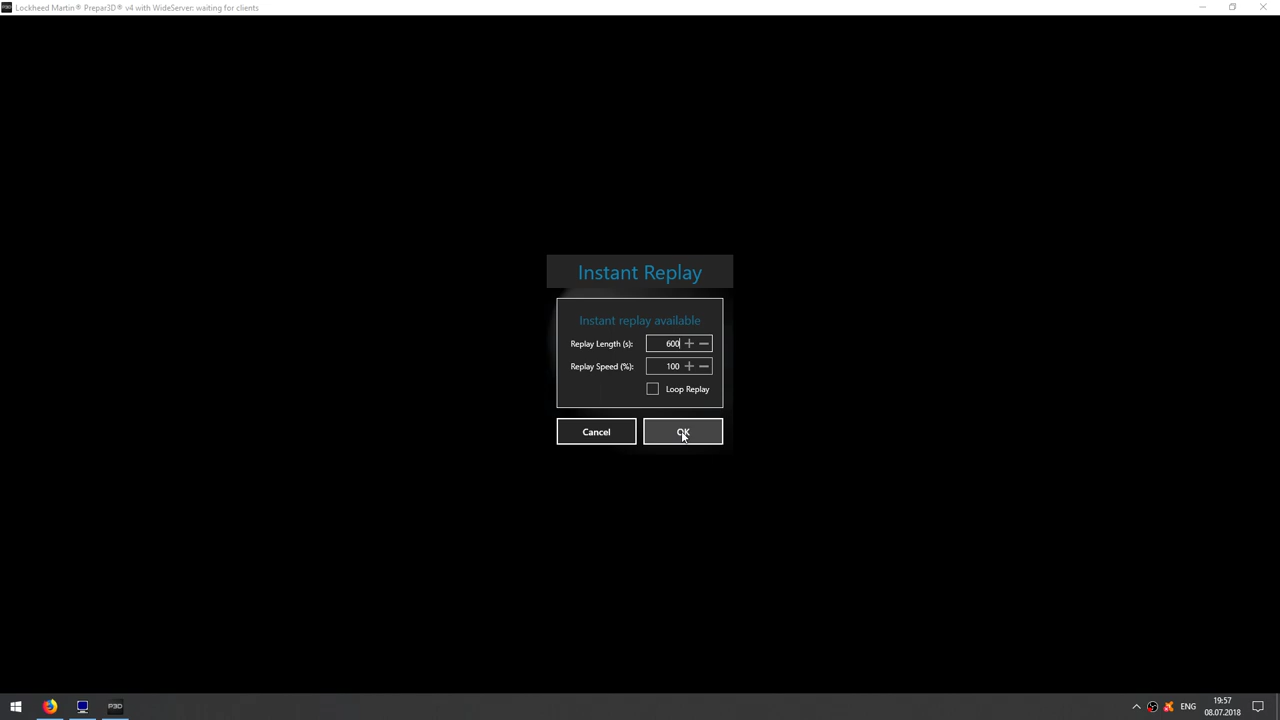 Lockheed Martin® Prepar3D® v4 with WideServer: waiting for clients
Instant Replay
Instant replay available
Replay Length (s): 600
Replay Speed (%): 100
Loop Replay
Cancel OK
P3D
ENG
19:57
08.07.2018